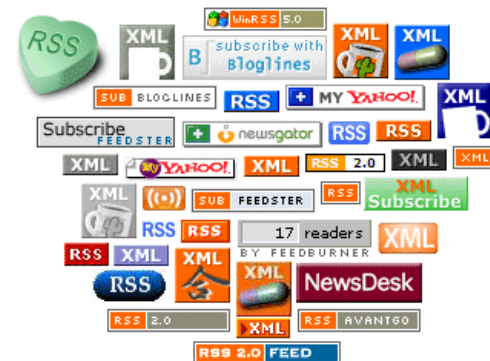 WinRSS 5.0
RSS
XML
B subscribe with
Bloglines
XML
XML
SUB BLOGLINES
RSS
MY YAHOO!
XML
Subscribe
FEEDSTER
newsgator
RSS
RSS
XML
My YAHOO!
XML
RSS 2.0
XML
XML
XML
SUB FEEDSTER
RSS
XML
Subscribe
RSS
RSS
17 readers
BY FEEDBURNER
XML
RSS
XML
RSS
XML
XML
NewsDesk
RSS 2.0
XML
RSS AVANTGO
RSS 2.0 FEED